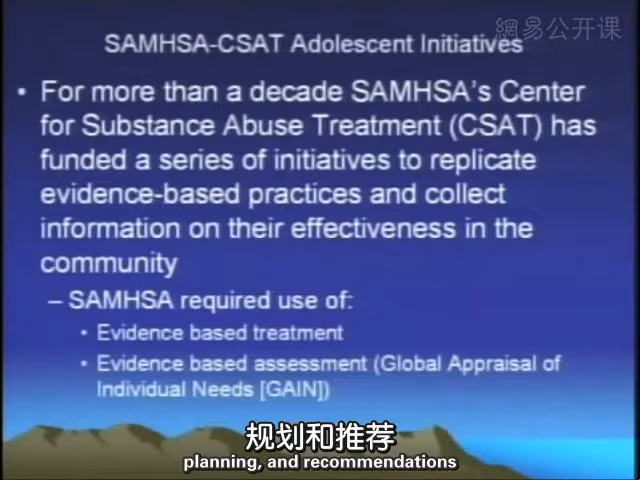 網易公开课
SAMHSA-CSAT Adolescent Initiatives
• For more than a decade SAMHSA's Center
for Substance Abuse Treatment (CSAT) has
funded a series of initiatives to replicate
evidence-based practices and collect
information on their effectiveness in the
community
– SAMHSA required use of:
• Evidence based treatment
• Evidence based assessment (Global Appraisal of
Individual Needs [GAIN])
规划和推荐
planning, and recommendations